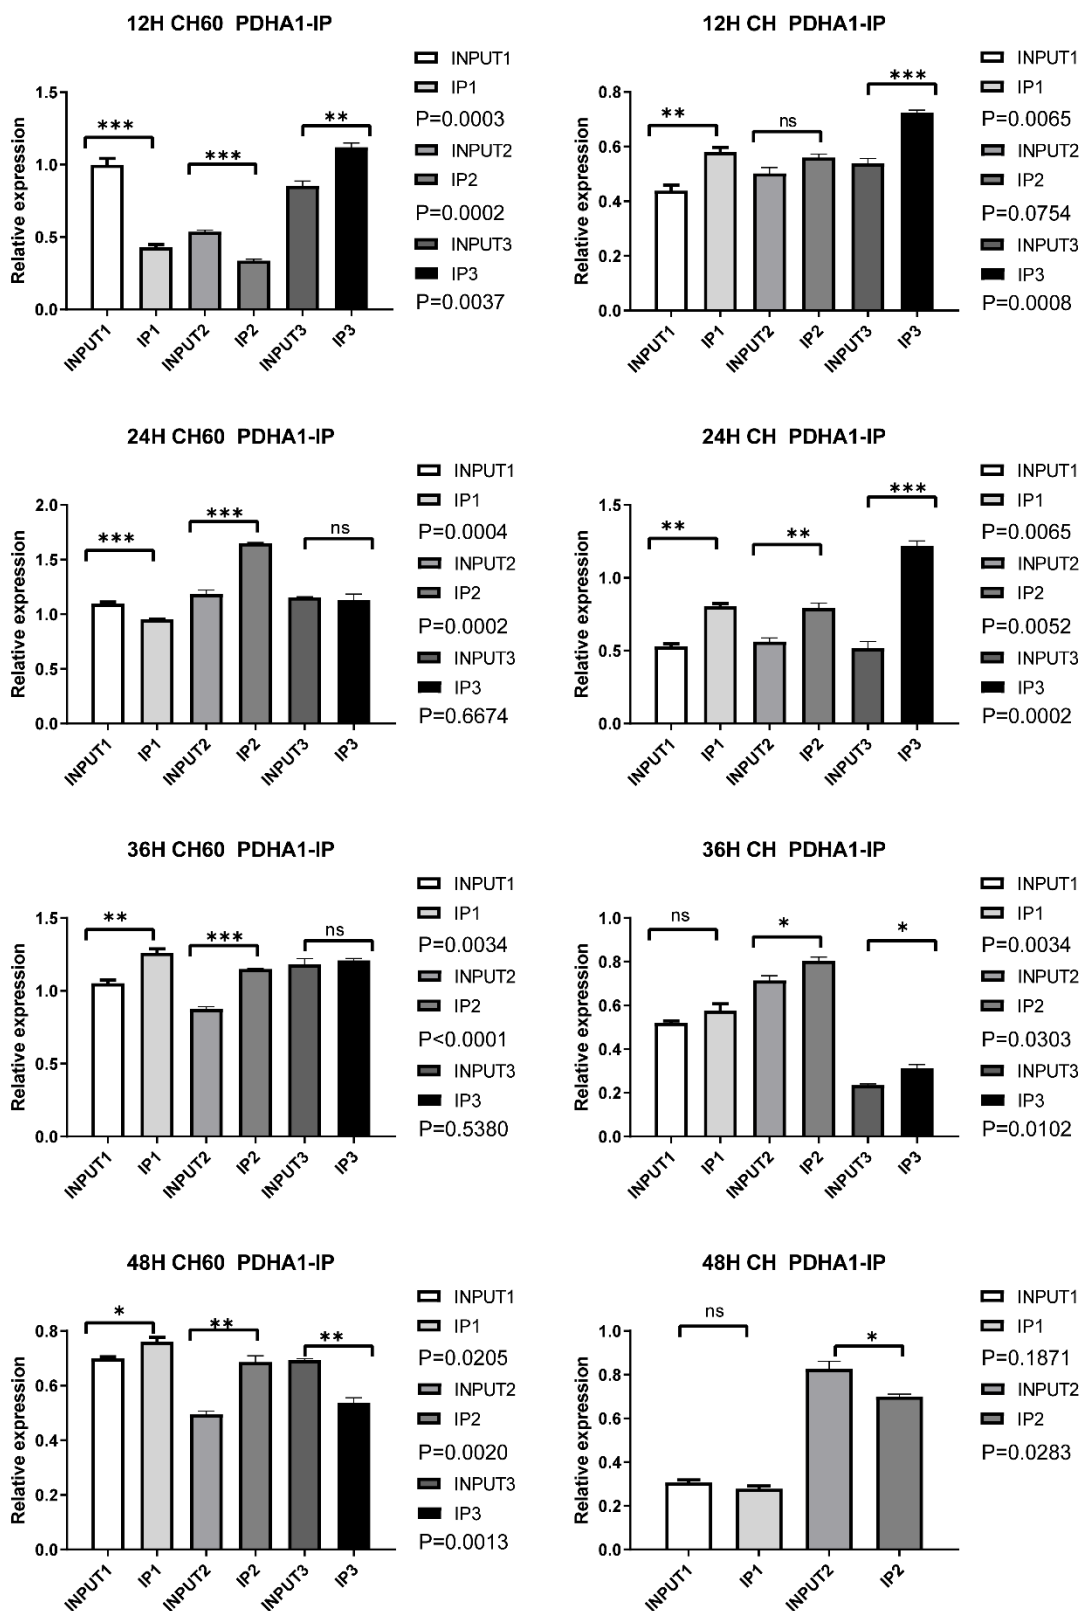 12H CH60 PDHA1-IP
Relative expression
1.5
1.0
0.5
0.0
***
***
**
INPUT1
IP1
INPUT2
IP2
INPUT3
IP3
INPUT1
IP1
P=0.0003
INPUT2
IP2
P=0.0002
INPUT3
IP3
P=0.0037
12H CH PDHA1-IP
Relative expression
0.8
0.6
0.4
0.2
0.0
**
ns
***
INPUT1
IP1
INPUT2
IP2
INPUT3
IP3
INPUT1
IP1
P=0.0065
INPUT2
IP2
P=0.0754
INPUT3
IP3
P=0.0008
24H CH60 PDHA1-IP
Relative expression
2.0
1.5
1.0
0.5
0.0
***
***
ns
INPUT1
IP1
INPUT2
IP2
INPUT3
IP3
INPUT1
IP1
P=0.0004
INPUT2
IP2
P=0.0002
INPUT3
IP3
P=0.6674
24H CH PDHA1-IP
Relative expression
1.5
1.0
0.5
0.0
**
**
***
INPUT1
IP1
INPUT2
IP2
INPUT3
IP3
INPUT1
IP1
P=0.0065
INPUT2
IP2
P=0.0052
INPUT3
IP3
P=0.0002
36H CH60 PDHA1-IP
Relative expression
1.5
1.0
0.5
0.0
**
***
ns
INPUT1
IP1
INPUT2
IP2
INPUT3
IP3
INPUT1
IP1
P=0.0034
INPUT2
IP2
P<0.0001
INPUT3
IP3
P=0.5380
36H CH PDHA1-IP
Relative expression
1.0
0.8
0.6
0.4
0.2
0.0
ns
*
*
INPUT1
IP1
INPUT2
IP2
INPUT3
IP3
INPUT1
IP1
P=0.0034
INPUT2
IP2
P=0.0303
INPUT3
IP3
P=0.0102
48H CH60 PDHA1-IP
Relative expression
0.8
0.6
0.4
0.2
0.0
*
**
**
INPUT1
IP1
INPUT2
IP2
INPUT3
IP3
INPUT1
IP1
P=0.0205
INPUT2
IP2
P=0.0020
INPUT3
IP3
P=0.0013
48H CH PDHA1-IP
Relative expression
1.0
0.8
0.6
0.4
0.2
0.0
ns
*
INPUT1
IP1
INPUT2
IP2
INPUT1
IP1
P=0.1871
INPUT2
IP2
P=0.0283